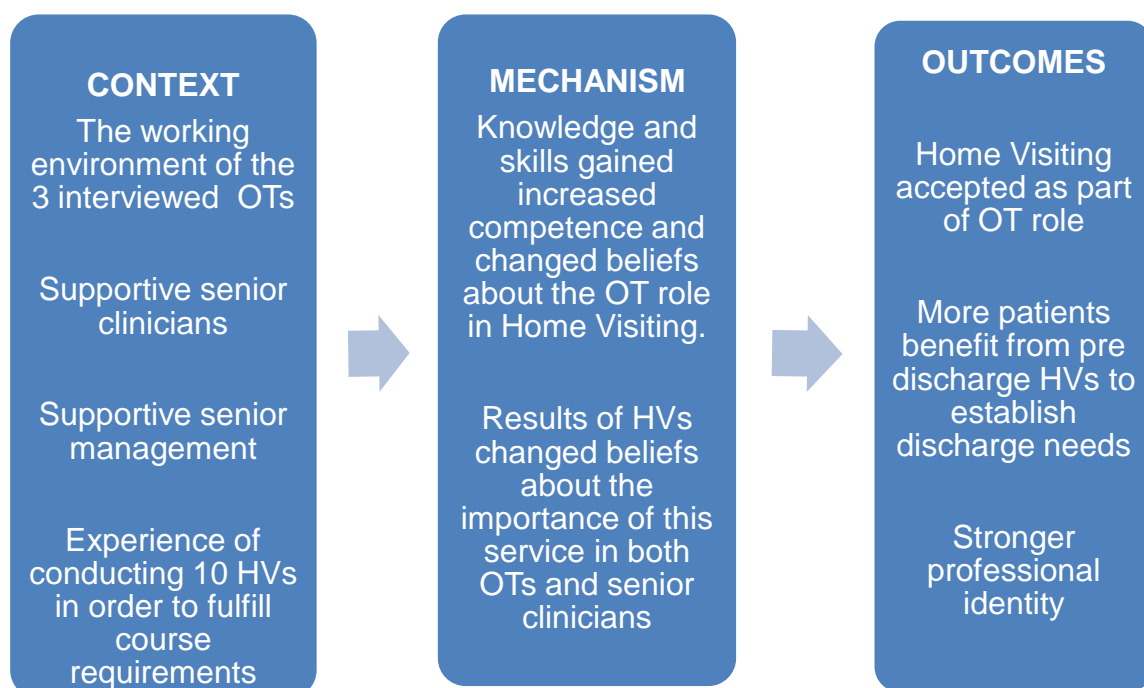 CONTEXT
The working
environment of the
3 interviewed OTs
Supportive senior
clinicians
Supportive senior
management
Experience of
conducting 10 HVs
in order to fulfill
course
requirements
MECHANISM
Knowledge and
skills gained
increased
competence and
changed beliefs
about the OT role
in Home Visiting.
Results of HVs
changed beliefs
about the
importance of this
service in both
OTs and senior
clinicians
OUTCOMES
Home Visiting
accepted as part
of OT role
More patients
benefit from pre
discharge HVs to
establish
discharge needs
Stronger
professional
identity